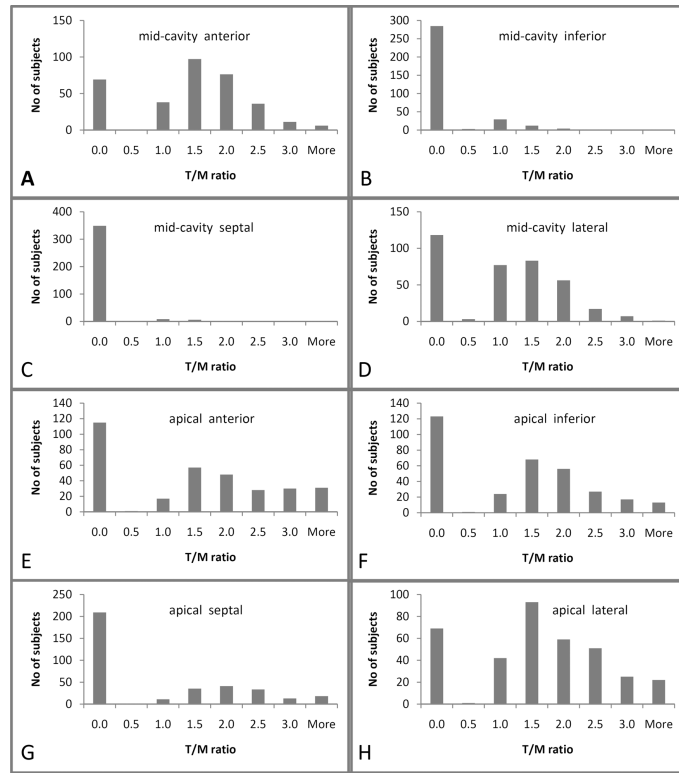 mid-cavity anterior
No of subjects
150
100
50
0
0.0 0.5 1.0 1.5 2.0 2.5 3.0 More
T/M ratio
A
mid-cavity inferior
No of subjects
300
250
200
150
100
50
0
0.0 0.5 1.0 1.5 2.0 2.5 3.0 More
T/M ratio
B
mid-cavity septal
No of subjects
400
300
200
100
0
0.0 0.5 1.0 1.5 2.0 2.5 3.0 More
T/M ratio
C
mid-cavity lateral
No of subjects
150
100
50
0
0.0 0.5 1.0 1.5 2.0 2.5 3.0 More
T/M ratio
D
apical anterior
No of subjects
140
120
100
80
60
40
20
0
0.0 0.5 1.0 1.5 2.0 2.5 3.0 More
T/M ratio
E
apical inferior
No of subjects
140
120
100
80
60
40
20
0
0.0 0.5 1.0 1.5 2.0 2.5 3.0 More
T/M ratio
F
apical septal
No of subjects
250
200
150
100
50
0
0.0 0.5 1.0 1.5 2.0 2.5 3.0 More
T/M ratio
G
apical lateral
No of subjects
100
80
60
40
20
0
0.0 0.5 1.0 1.5 2.0 2.5 3.0 More
T/M ratio
H